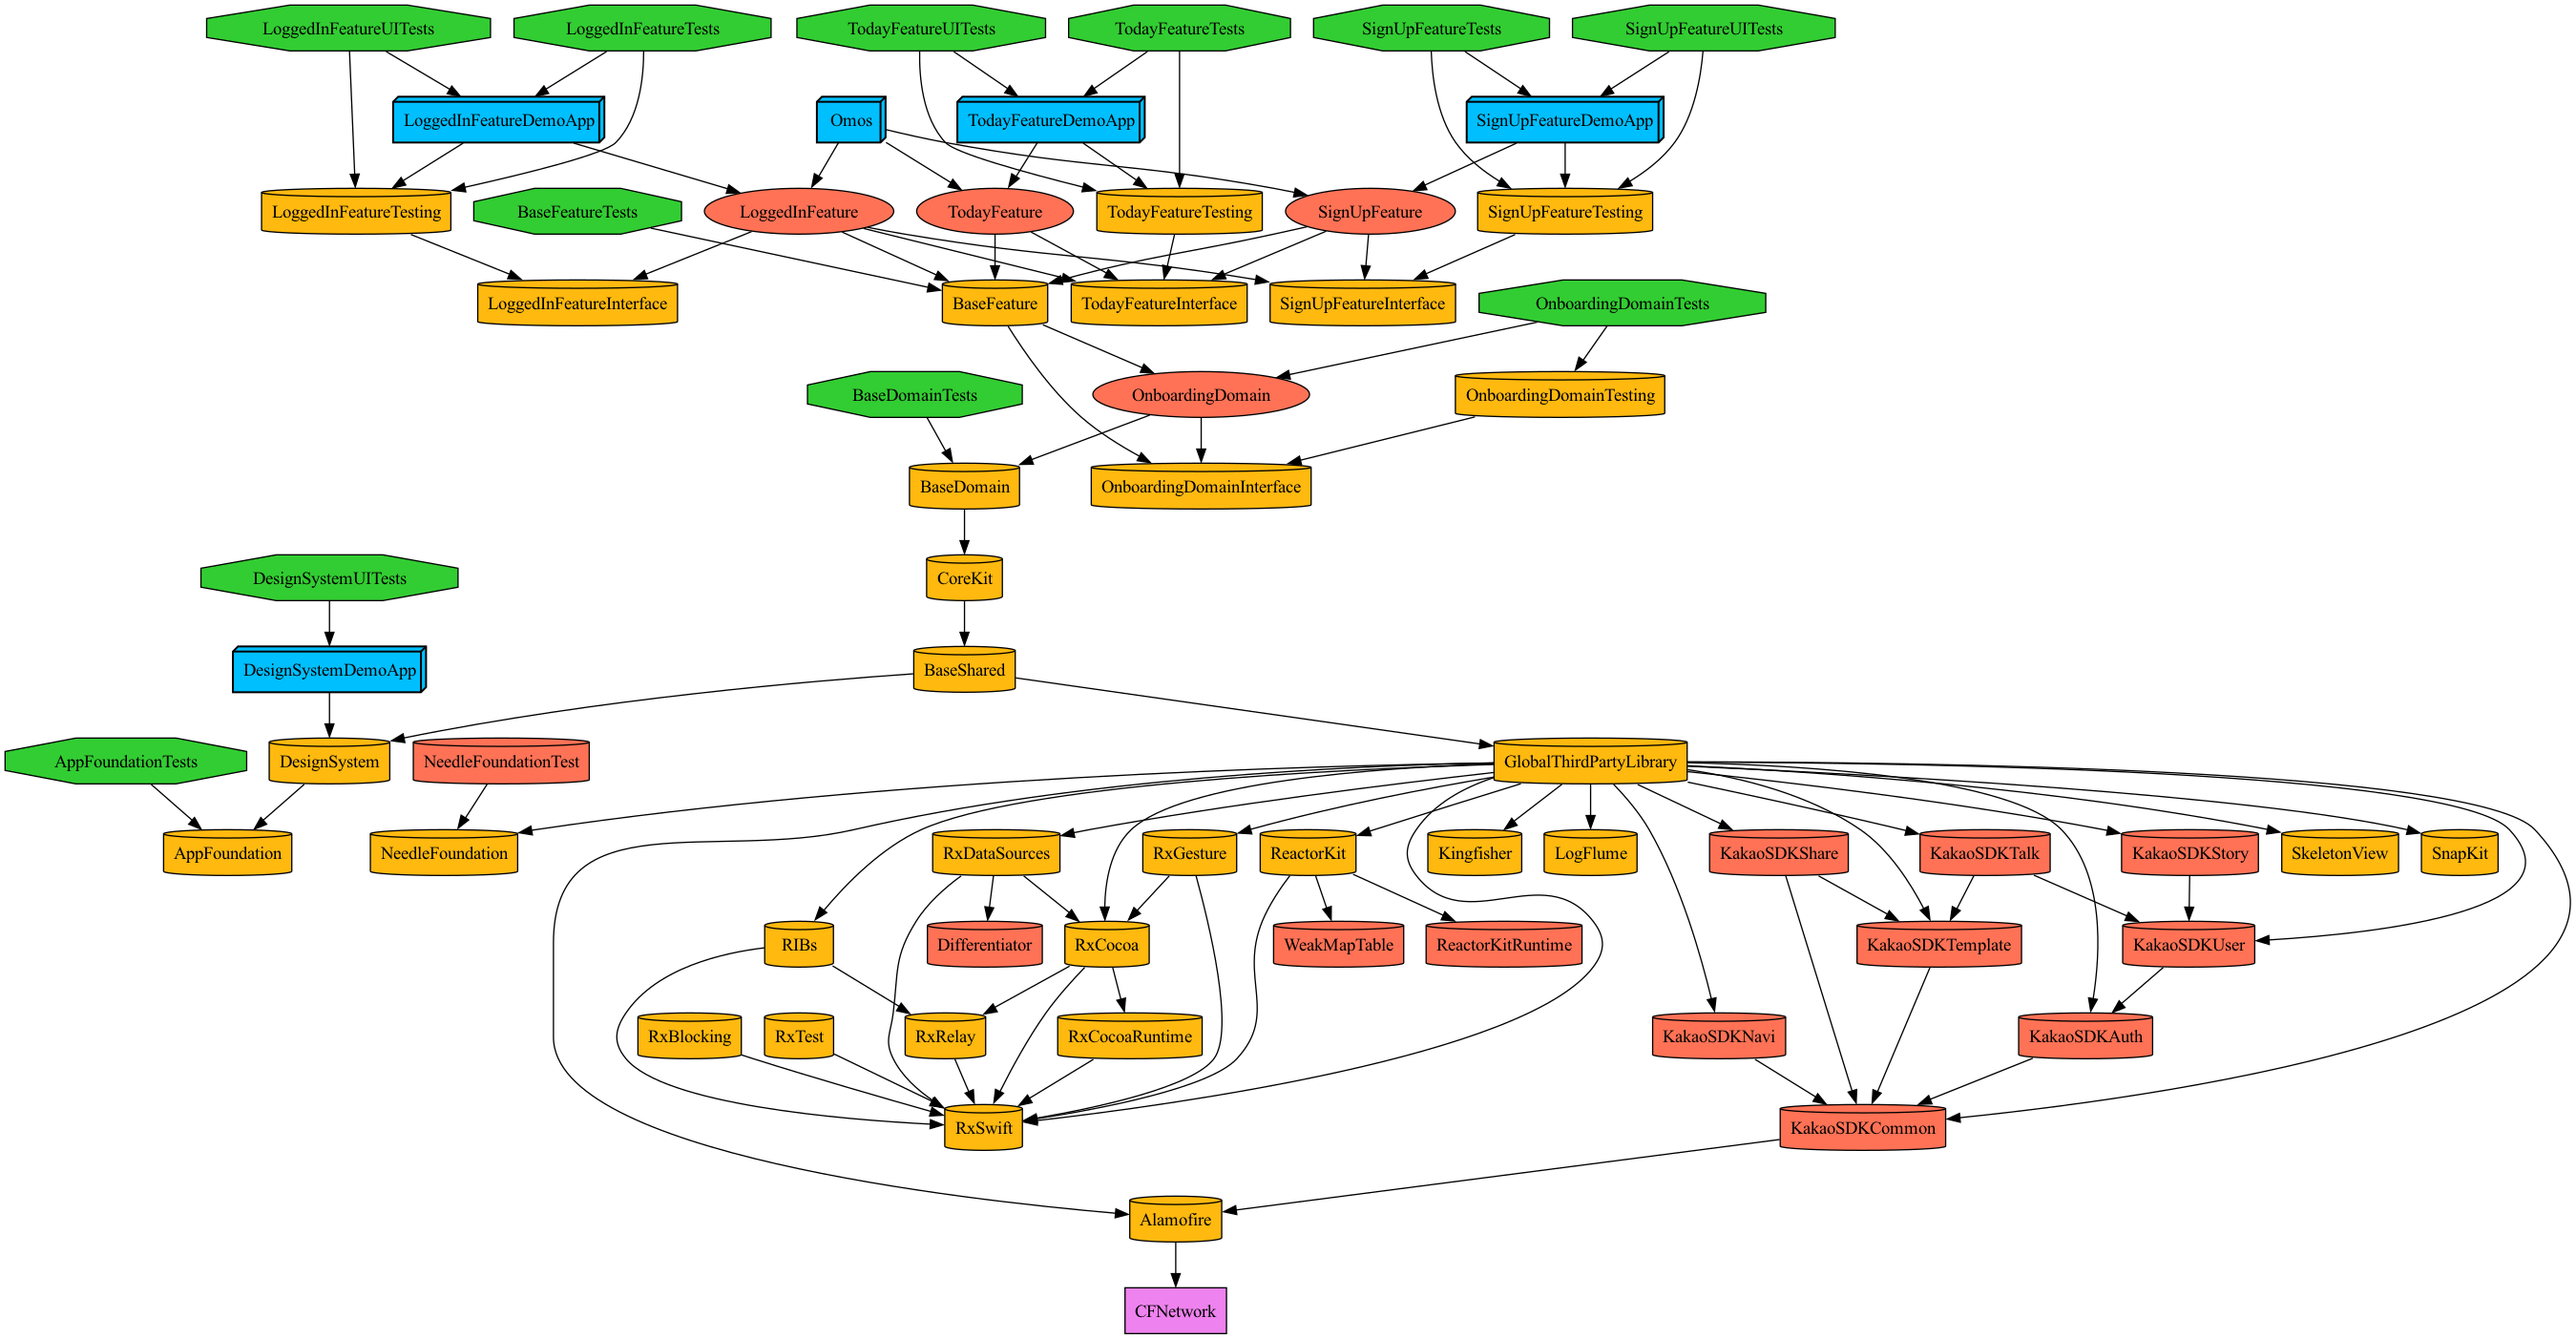 LoggedInFeatureUITests
LoggedInFeatureTests
TodayFeatureUITests
TodayFeatureTests
SignUpFeatureTests
SignUpFeatureUITests
LoggedInFeatureDemoApp
Omos
TodayFeatureDemoApp
SignUpFeatureDemoApp
LoggedInFeatureTesting
BaseFeatureTests
LoggedInFeature
TodayFeature
TodayFeatureTesting
SignUpFeature
SignUpFeatureTesting
LoggedInFeatureInterface
BaseFeature
TodayFeatureInterface
SignUpFeatureInterface
OnboardingDomainTests
BaseDomainTests
OnboardingDomain
OnboardingDomainTesting
BaseDomain
OnboardingDomainInterface
DesignSystemUITests
CoreKit
DesignSystemDemoApp
BaseShared
AppFoundationTests
DesignSystem
NeedleFoundationTest
GlobalThirdPartyLibrary
AppFoundation
NeedleFoundation
RxDataSources
RxGesture
ReactorKit
Kingfisher
LogFlume
KakaoSDKShare
KakaoSDKTalk
KakaoSDKStory
SkeletonView
SnapKit
RIBs
Differentiator
RxCocoa
WeakMapTable
ReactorKitRuntime
KakaoSDKTemplate
KakaoSDKUser
RxBlocking
RxTest
RxRelay
RxCocoaRuntime
KakaoSDKNavi
KakaoSDKAuth
RxSwift
KakaoSDKCommon
Alamofire
CFNetwork